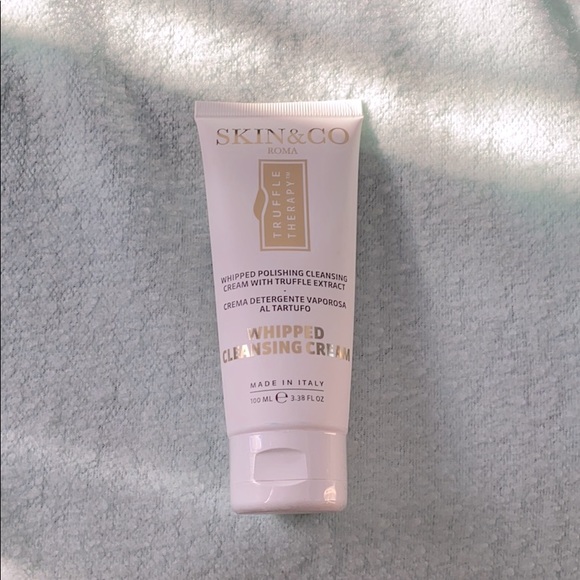 SKIN&CO
ROMA
TRUFFLE
THERAPY™
WHIPPED POLISHING CLEANSING
CREAM WITH TRUFFLE EXTRACT
-
CREMA DETERGENTE VAPOROSA
AL TARTUFO
WHIPPED
CLEANSING CREAM
MADE IN ITALY
100 ML ℮ 3.38 FL OZ